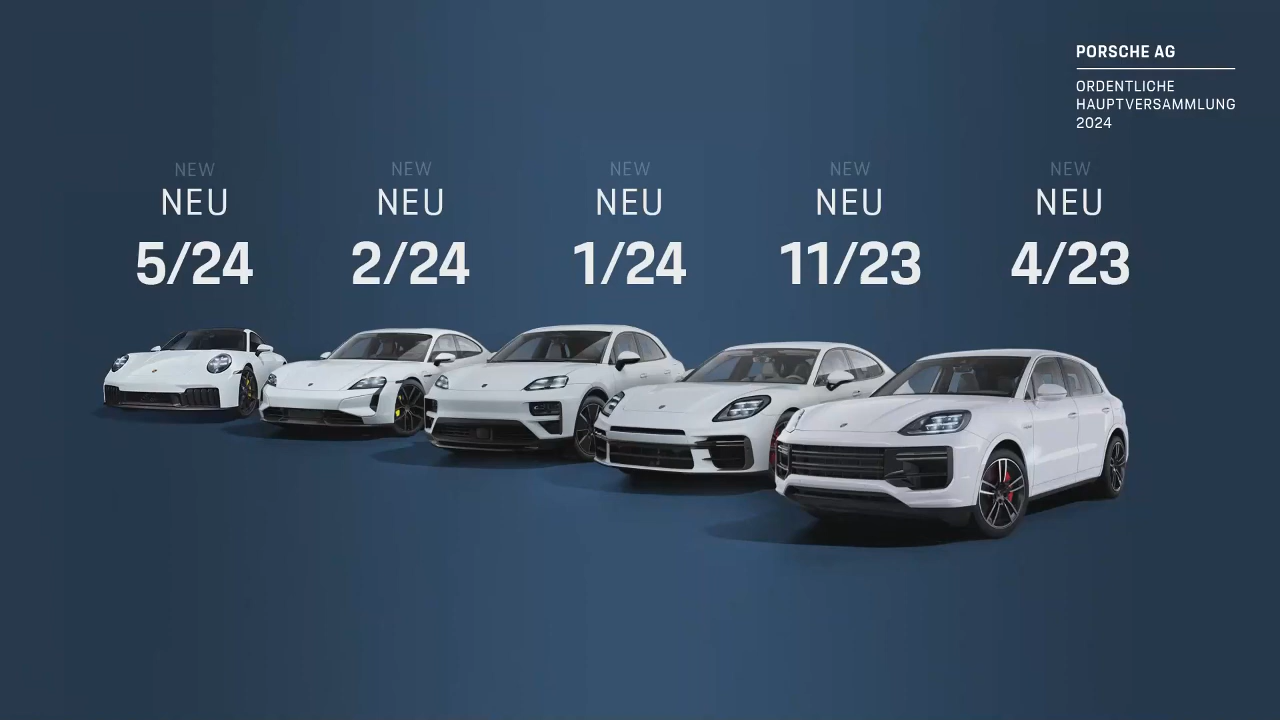 PORSCHE AG
ORDENTLICHE
HAUPTVERSAMMLUNG
2024
NEW NEW NEW NEW NEW
NEU NEU NEU NEU NEU
5/24 2/24 1/24 11/23 4/23